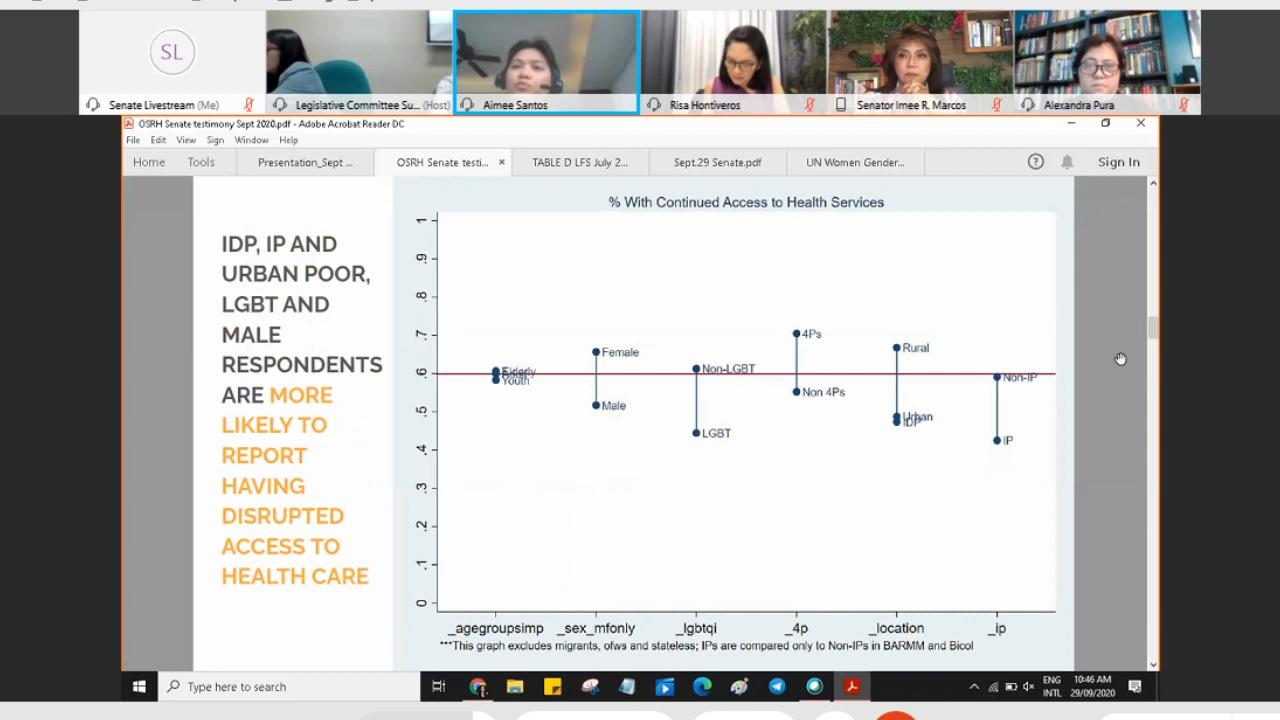 SL
Senate Livestream (Me)
Legislative Committee Su... (Host)
Aimee Santos
Risa Hontiveros
Senator Imee R. Marcos
Alexandra Pura
OSRH Senate testimony Sept 2020.pdf - Adobe Acrobat Reader DC
File Edit View Sign Window Help
Home Tools Presentation_Sept ... OSRH Senate testi... × TABLE D LFS July 2... Sept.29 Senate.pdf UN Women Gender... Sign In
IDP, IP AND
URBAN POOR,
LGBT AND
MALE
RESPONDENTS
ARE MORE
LIKELY TO
REPORT
HAVING
DISRUPTED
ACCESS TO
HEALTH CARE
% With Continued Access to Health Services
1
.9
.8
.7
.6
.5
.4
.3
.2
.1
0
Elderly
Youth
Female
Male
Non-LGBT
LGBT
4Ps
Non 4Ps
Rural
Urban
IDP
Non-IP
IP
_agegroupsimp _sex_mfonly _lgbtqi _4p _location _ip
***This graph excludes migrants, ofws and stateless; IPs are compared only to Non-IPs in BARMM and Bicol
Type here to search
ENG
INTL
10:46 AM
29/09/2020